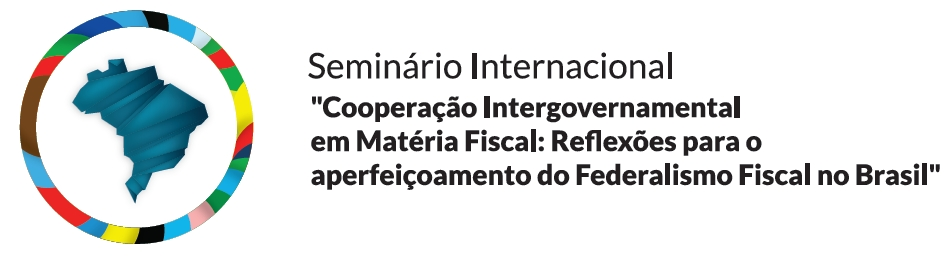 Seminário Internacional
"Cooperação Intergovernamental
em Matéria Fiscal: Reflexões para o
aperfeiçoamento do Federalismo Fiscal no Brasil"